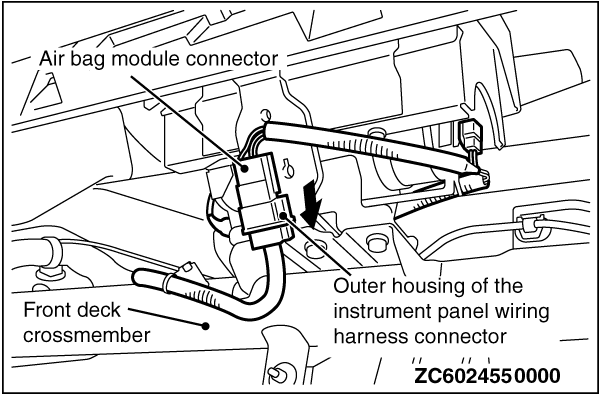 Air bag module connector
Outer housing of the
instrument panel wiring
harness connector
Front deck
crossmember
ZC6024550000